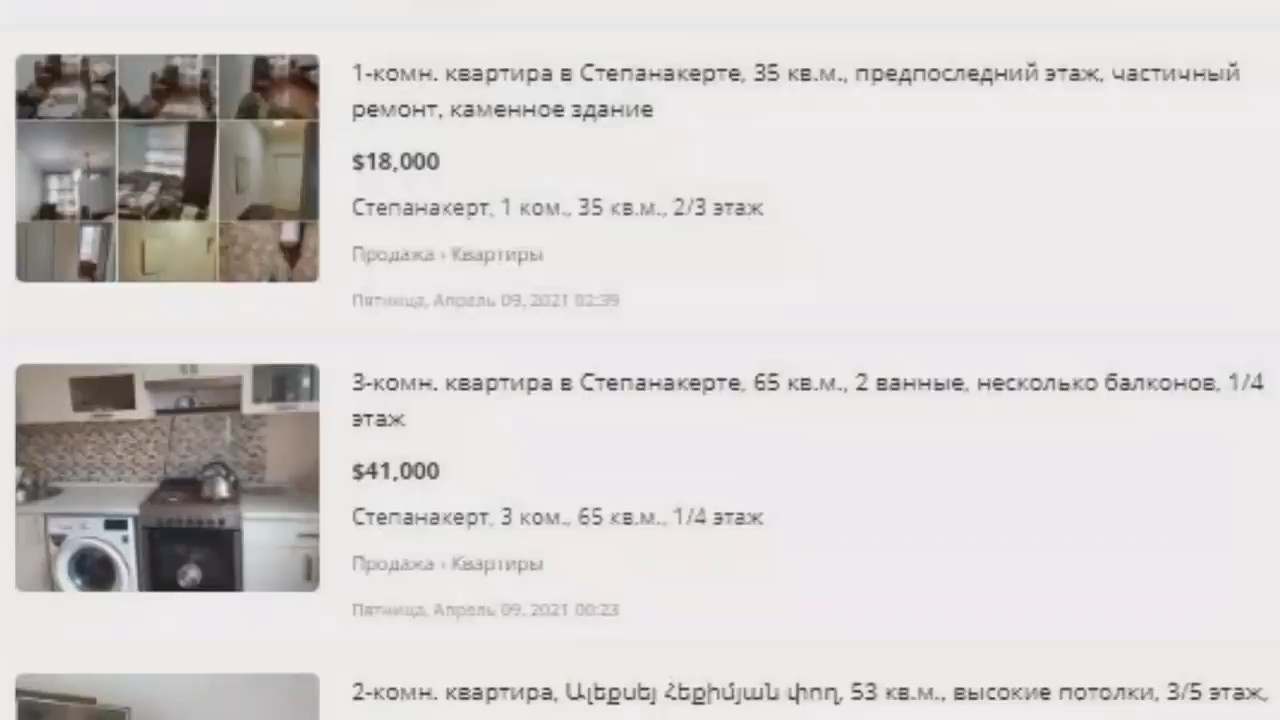 1-комн. квартира в Степанакерте, 35 кв.м., предпоследний этаж, частичный
ремонт, каменное здание
$18,000
Степанакерт, 1 ком., 35 кв.м., 2/3 этаж
Продажа › Квартиры
Пятница, Апрель 09, 2021 02:39
3-комн. квартира в Степанакерте, 65 кв.м., 2 ванные, несколько балконов, 1/4
этаж
$41,000
Степанакерт, 3 ком., 65 кв.м., 1/4 этаж
Продажа › Квартиры
Пятница, Апрель 09, 2021 00:23
2-комн. квартира, Ալեքսեյ Հեքիմյան փող, 53 кв.м., высокие потолки, 3/5 этаж,